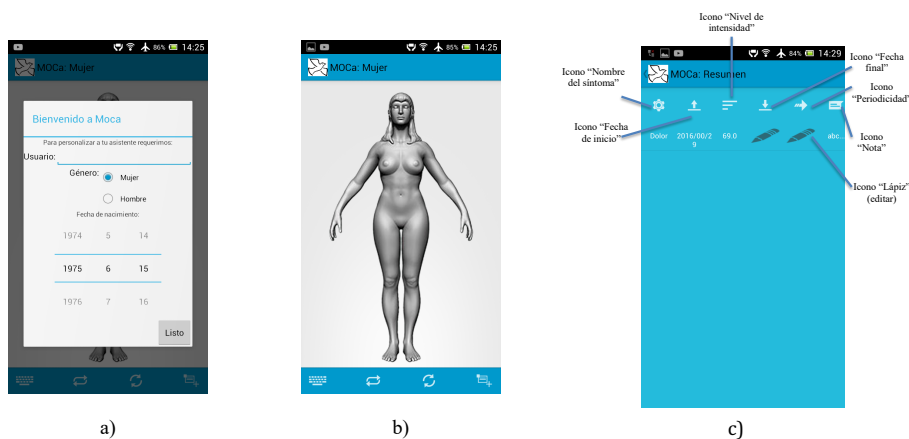 14:25
86%
MOCa: Mujer
Bienvenido a Moca
Para personalizar a tu asistente requerimos:
Usuario:
Género:
Mujer
Hombre
Fecha de nacimiento:
1974 5 14
1975 6 15
1976 7 16
Listo
a)
85% 14:25
MOCa: Mujer
b)
Icono “Nivel de
intensidad”
84% 14:29
MOCa: Resumen
Icono “Nombre
del síntoma”
Icono “Fecha
de inicio”
Icono “Fecha
final”
Icono
“Periodicidad”
Icono
“Nota”
Icono “Lápiz”
(editar)
Dolor 2016/00/2
9
69.0
abc...
c)